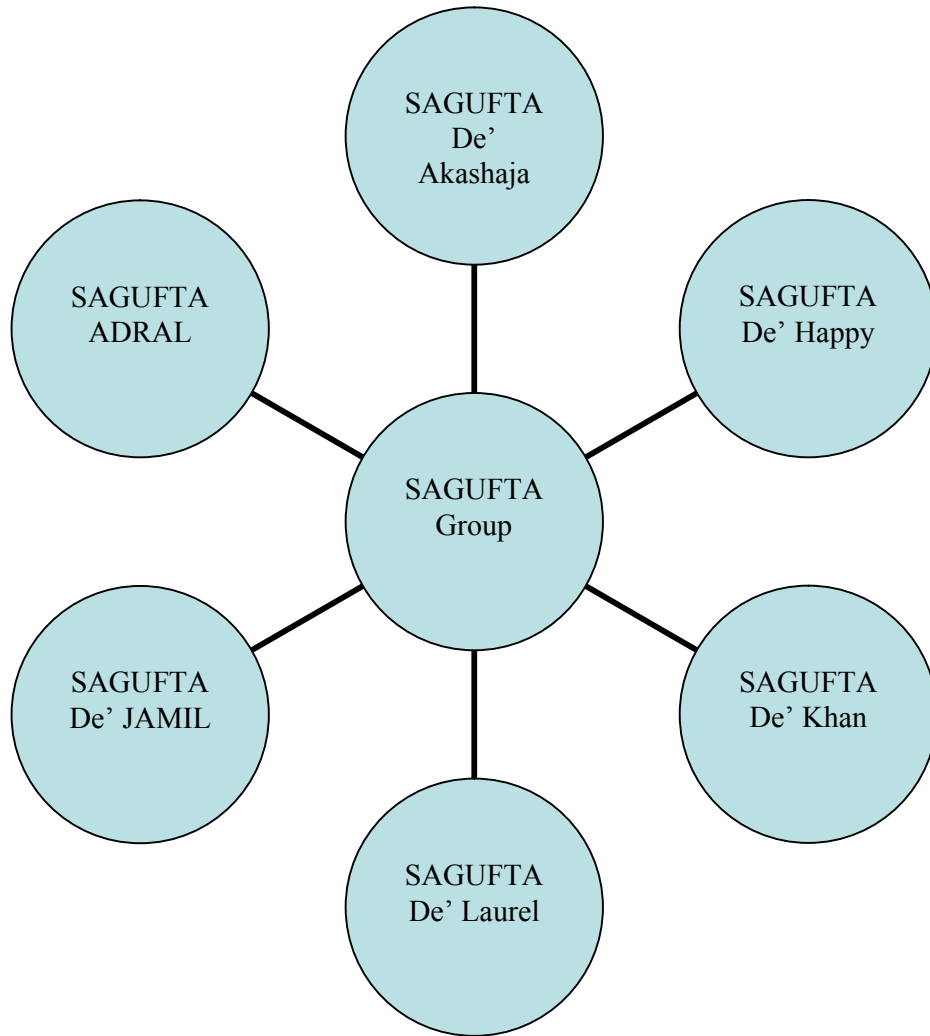 SAGUFTA
De’
Akashaja
SAGUFTA
ADRAL
SAGUFTA
De’ Happy
SAGUFTA
Group
SAGUFTA
De’ JAMIL
SAGUFTA
De’ Khan
SAGUFTA
De’ Laurel